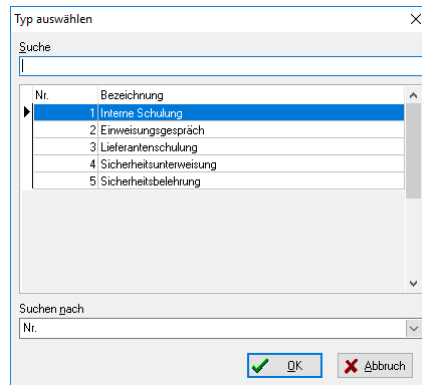 Typ auswählen
Suche
Nr. Bezeichnung
1 Interne Schulung
2 Einweisungsgespräch
3 Lieferantenschulung
4 Sicherheitsunterweisung
5 Sicherheitsbelehrung
Suchen nach
Nr.
OK Abbruch